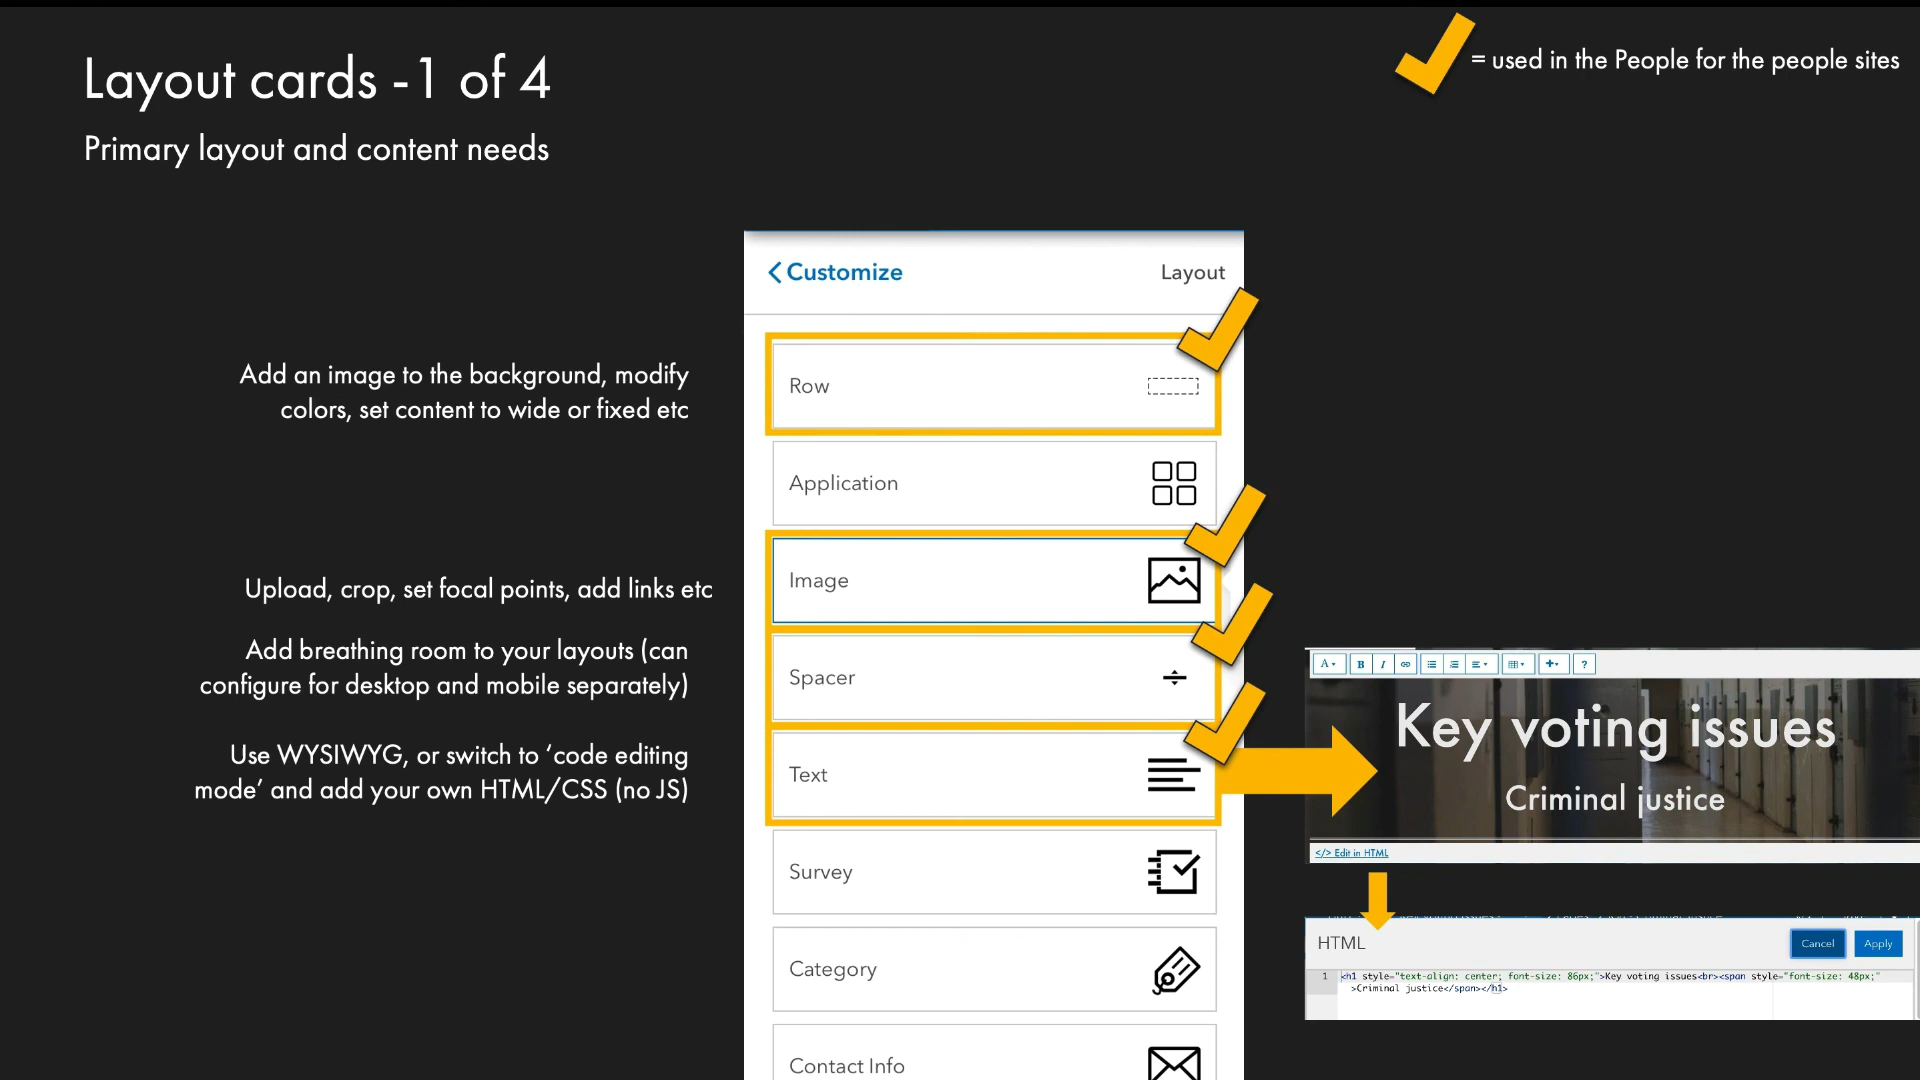 Layout cards -1 of 4
Primary layout and content needs
= used in the People for the people sites
Customize
Layout
Add an image to the background, modify
colors, set content to wide or fixed etc
Row
Application
Upload, crop, set focal points, add links etc
Image
Add breathing room to your layouts (can
configure for desktop and mobile separately)
Spacer
Use WYSIWYG, or switch to ‘code editing
mode’ and add your own HTML/CSS (no JS)
Text
Survey
Category
Contact Info
A B I ?
Key voting issues
Criminal justice
</> Edit in HTML
HTML
Cancel
Apply
1 <h1 style="text-align: center; font-size: 86px;">Key voting issues<br><span style="font-size: 48px;"
>Criminal justice</span></h1>